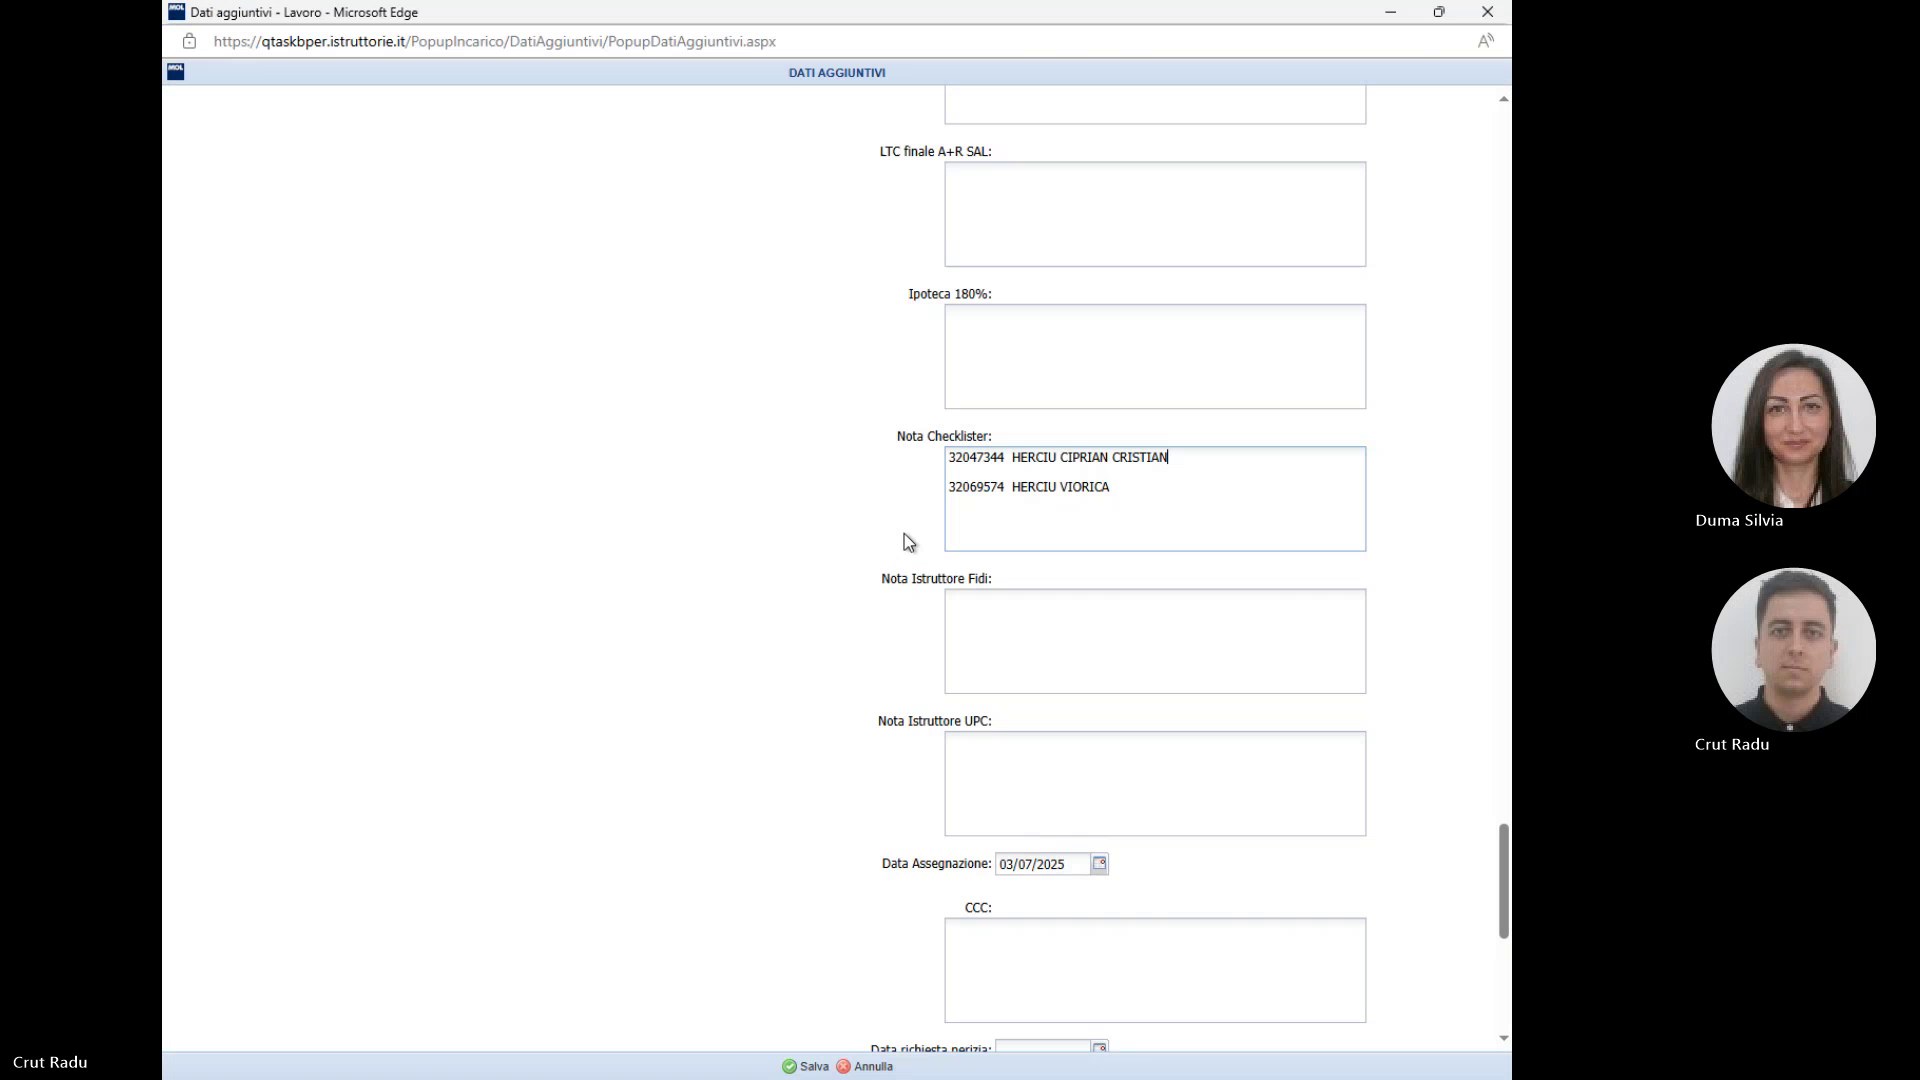 MOL Dati aggiuntivi - Lavoro - Microsoft Edge
https://qtaskbper.istruttorie.it/PopupIncarico/DatiAggiuntivi/PopupDatiAggiuntivi.aspx
MOL
DATI AGGIUNTIVI
LTC finale A+R SAL:
Ipoteca 180%:
Nota Checklister:
32047344 HERCIU CIPRIAN CRISTIAN
32069574 HERCIU VIORICA
Nota Istruttore Fidi:
Nota Istruttore UPC:
Data Assegnazione: 03/07/2025
CCC:
Data richiesta perizia:
Salva Annulla
Duma Silvia
Crut Radu
Crut Radu